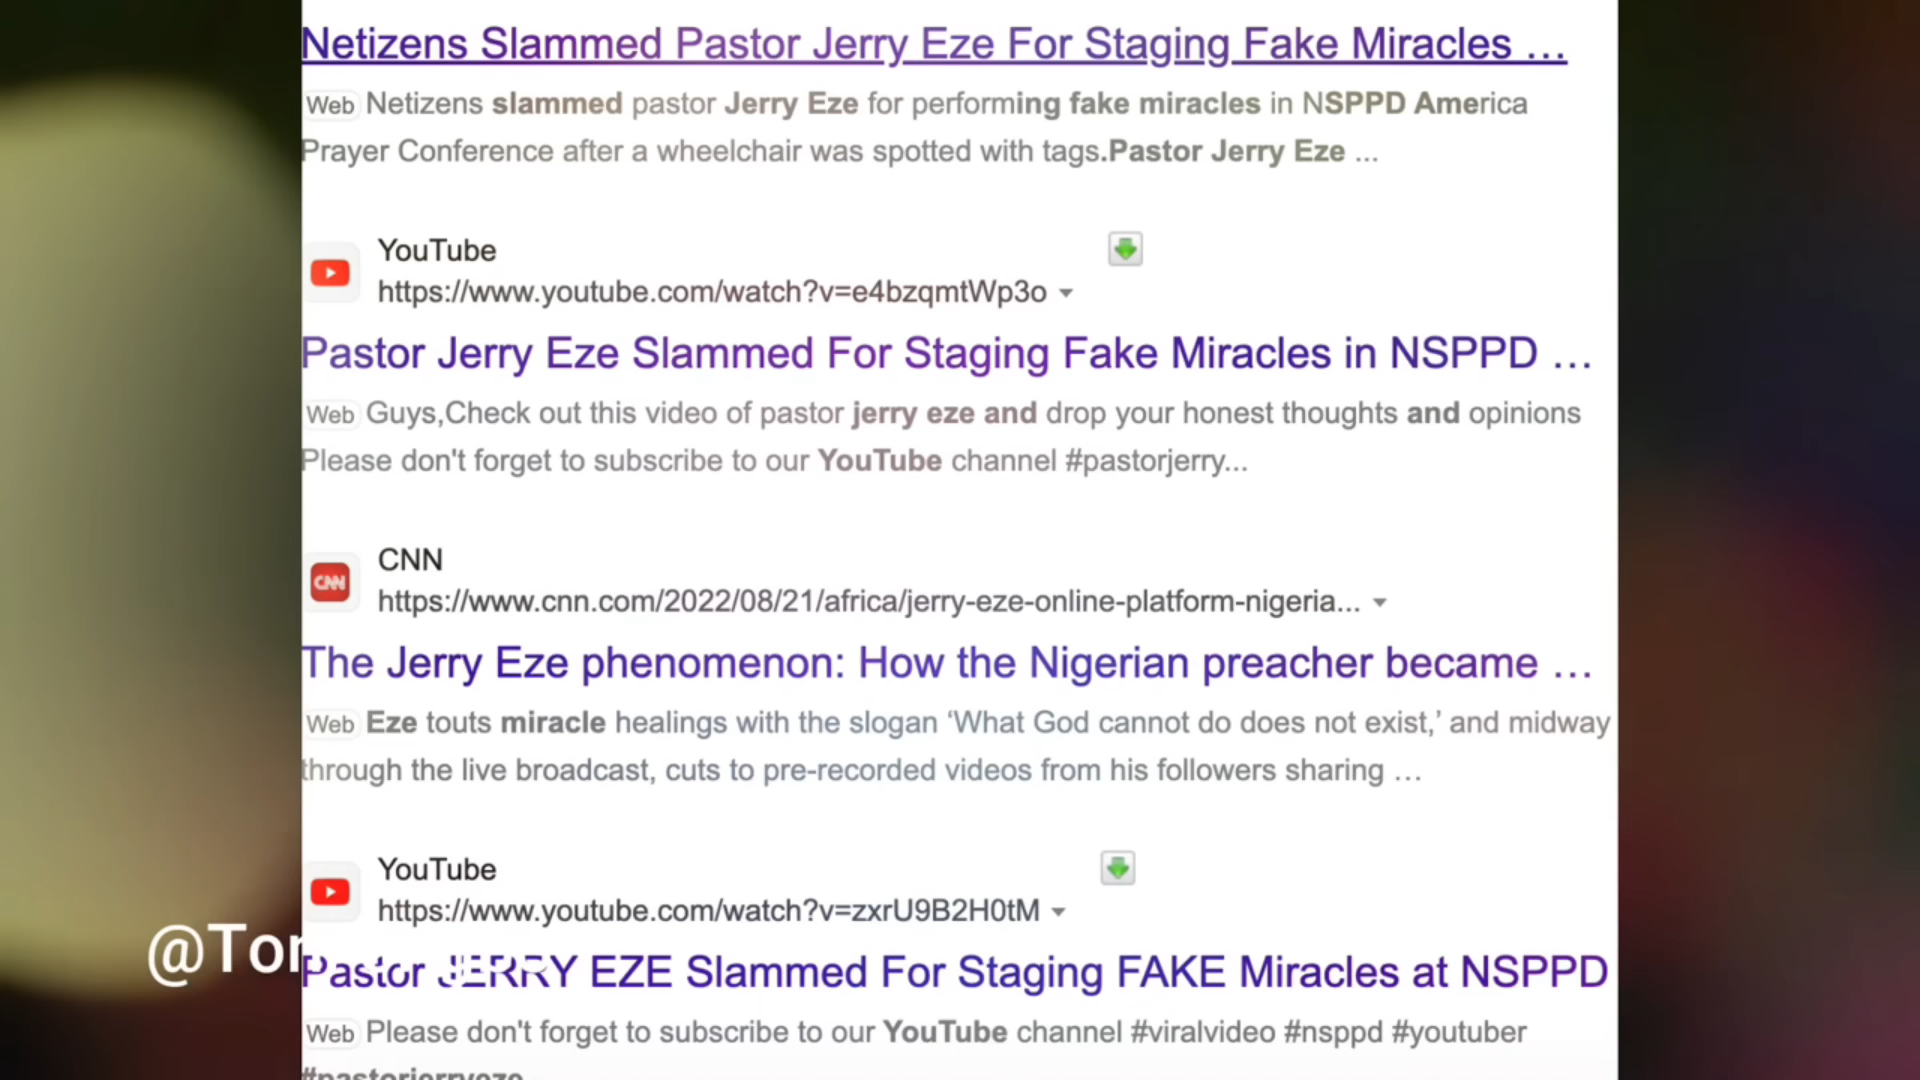 Netizens Slammed Pastor Jerry Eze For Staging Fake Miracles ...
Web Netizens slammed pastor Jerry Eze for performing fake miracles in NSPPD America
Prayer Conference after a wheelchair was spotted with tags.Pastor Jerry Eze ...
YouTube
https://www.youtube.com/watch?v=e4bzqmtWp3o
Pastor Jerry Eze Slammed For Staging Fake Miracles in NSPPD ...
Web Guys,Check out this video of pastor jerry eze and drop your honest thoughts and opinions
Please don't forget to subscribe to our YouTube channel #pastorjerry...
CNN
CNN
https://www.cnn.com/2022/08/21/africa/jerry-eze-online-platform-nigeria...
The Jerry Eze phenomenon: How the Nigerian preacher became ...
Web Eze touts miracle healings with the slogan ‘What God cannot do does not exist,’ and midway
through the live broadcast, cuts to pre-recorded videos from his followers sharing ...
YouTube
https://www.youtube.com/watch?v=zxrU9B2H0tM
Pastor JERRY EZE Slammed For Staging FAKE Miracles at NSPPD
Web Please don't forget to subscribe to our YouTube channel #viralvideo #nsppd #youtuber
#pastorjerryeze